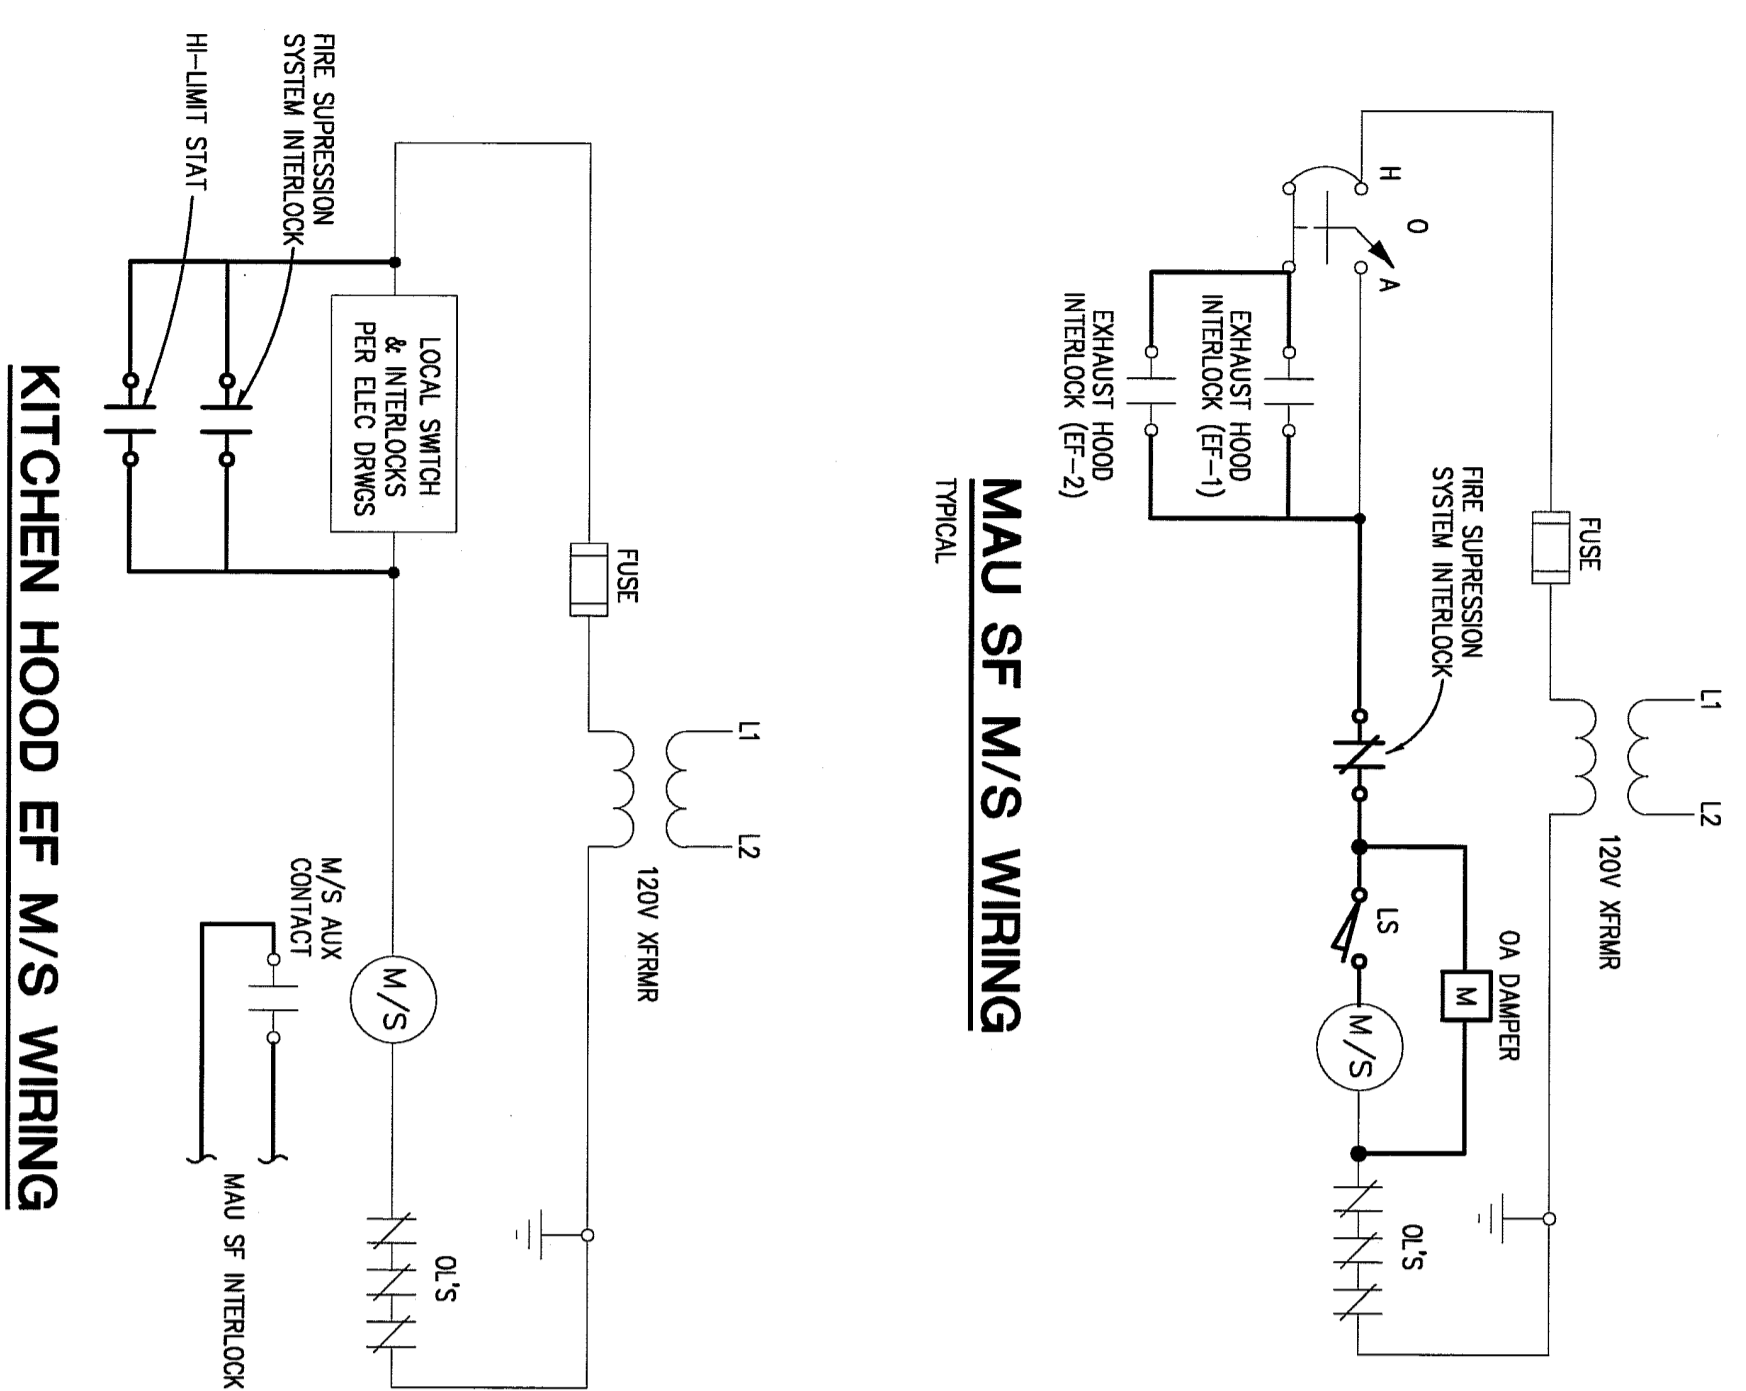 L1
L2
120V XFRMR
FUSE
H
O
A
FIRE SUPRESSION
SYSTEM INTERLOCK
OA DAMPER
M
LS
M/S
OL'S
EXHAUST HOOD
INTERLOCK (EF-1)
EXHAUST HOOD
INTERLOCK (EF-2)
MAU SF M/S WIRING
TYPICAL
L1
L2
120V XFRMR
FUSE
LOCAL SWITCH
& INTERLOCKS
PER ELEC DRWGS
M/S
OL'S
FIRE SUPRESSION
SYSTEM INTERLOCK
HI-LIMIT STAT
M/S AUX
CONTACT
MAU SF INTERLOCK
KITCHEN HOOD EF M/S WIRING